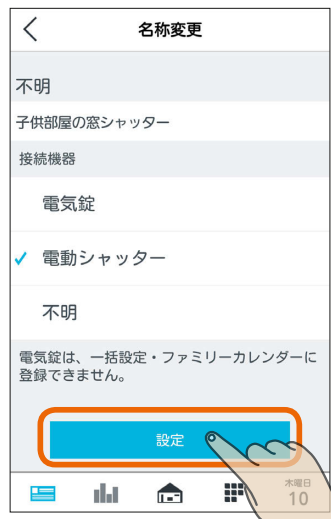 名称変更
不明
子供部屋の窓シャッター
接続機器
電気錠
電動シャッター
不明
電気錠は、一括設定・ファミリーカレンダーに
登録できません。
設定
木曜日
10